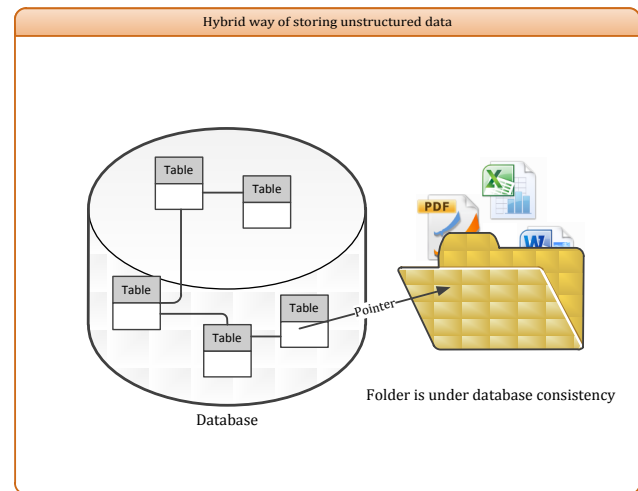 Hybrid way of storing unstructured data
Table
Table
PDF
X
W
Table
Table
Table
Pointer
Folder is under database consistency
Database